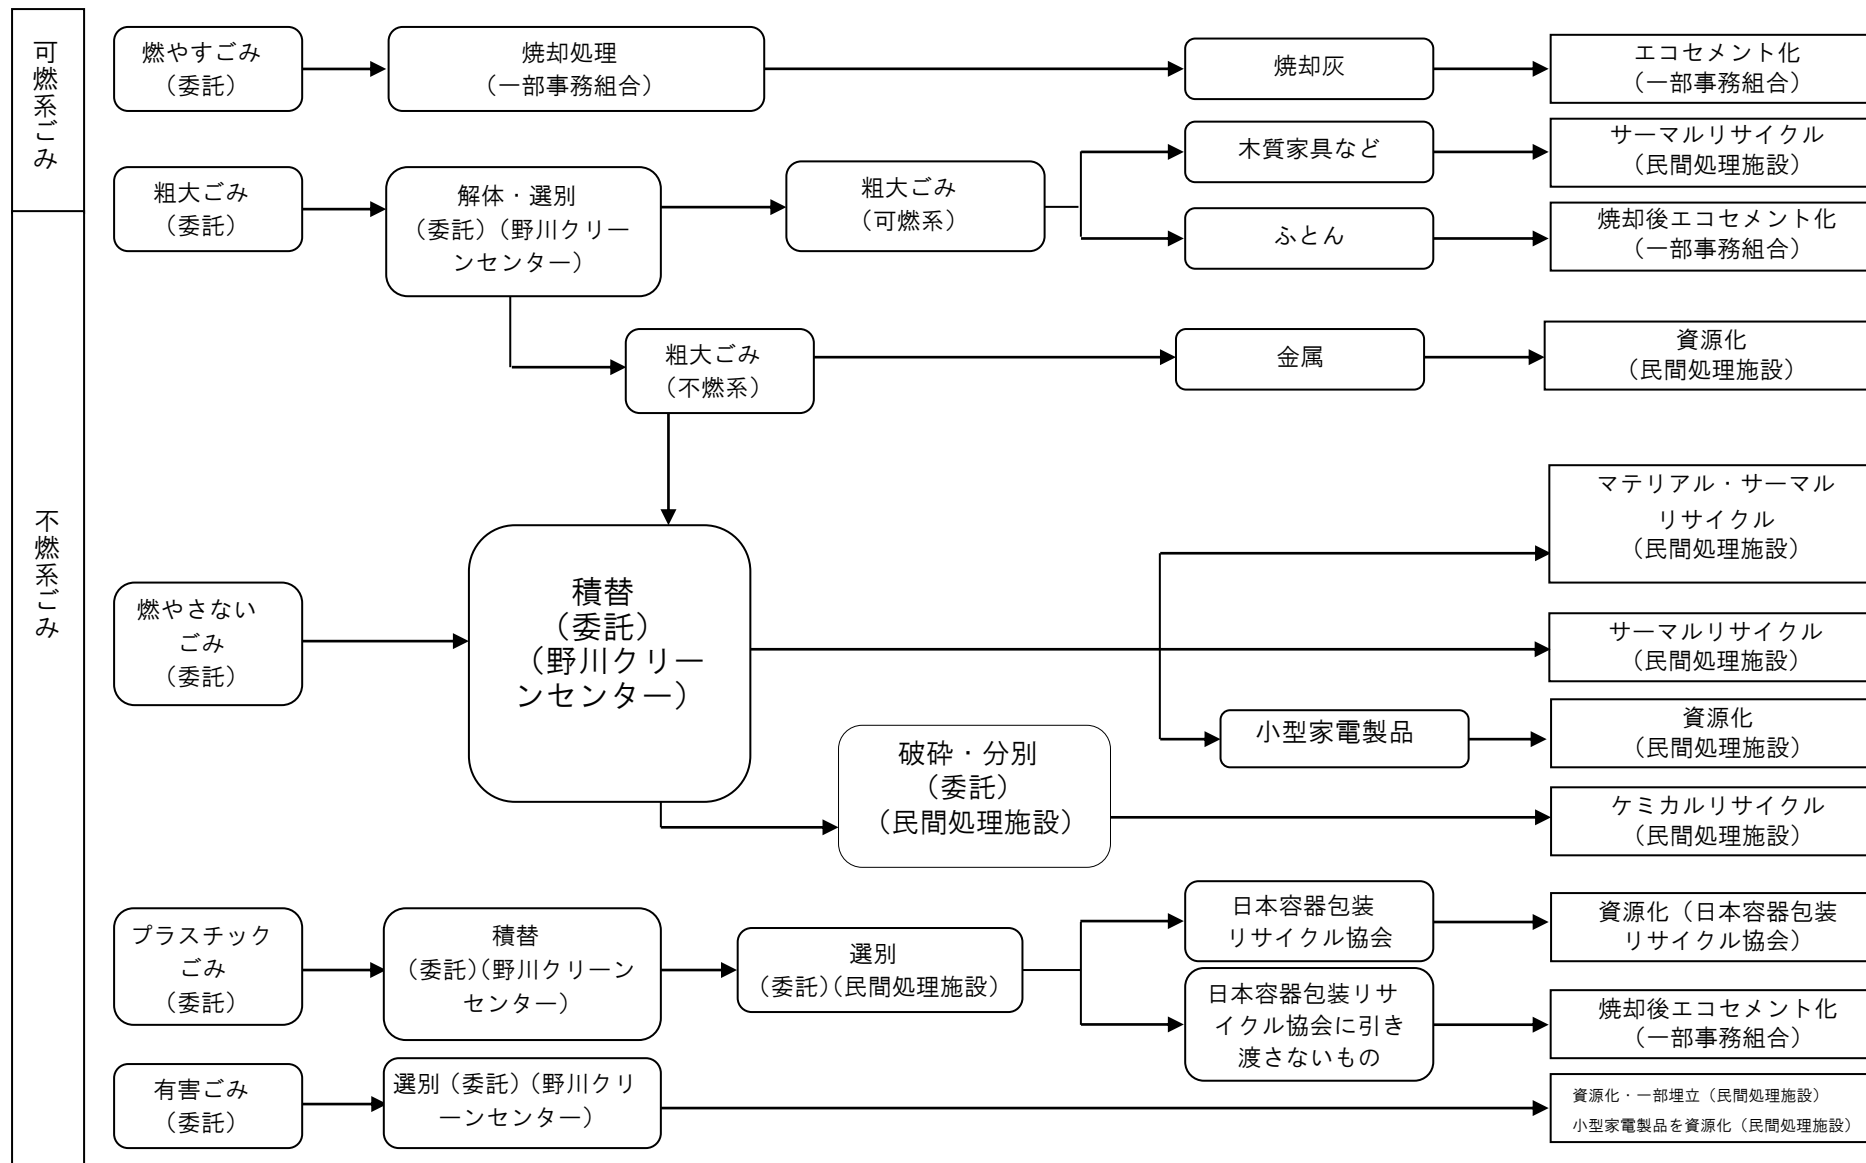 可燃系ごみ
燃やすごみ
（委託）
焼却処理
（一部事務組合）
焼却灰
エコセメント化
（一部事務組合）
粗大ごみ
（委託）
解体・選別
（委託）（野川クリー
ンセンター）
粗大ごみ
（可燃系）
木質家具など
サーマルリサイクル
（民間処理施設）
ふとん
焼却後エコセメント化
（一部事務組合）
不燃系ごみ
粗大ごみ
（不燃系）
金属
資源化
（民間処理施設）
燃やさない
ごみ
（委託）
積替
（委託）
（野川クリー
ンセンター）
マテリアル・サーマル
リサイクル
（民間処理施設）
サーマルリサイクル
（民間処理施設）
小型家電製品
資源化
（民間処理施設）
破砕・分別
（委託）
（民間処理施設）
ケミカルリサイクル
（民間処理施設）
プラスチック
ごみ
（委託）
積替
（委託）（野川クリーン
センター）
選別
（委託）（民間処理施設）
日本容器包装
リサイクル協会
資源化（日本容器包装
リサイクル協会）
日本容器包装リサ
イクル協会に引き
渡さないもの
焼却後エコセメント化
（一部事務組合）
有害ごみ
（委託）
選別（委託）（野川クリ
ーンセンター）
資源化・一部埋立（民間処理施設）
小型家電製品を資源化（民間処理施設）